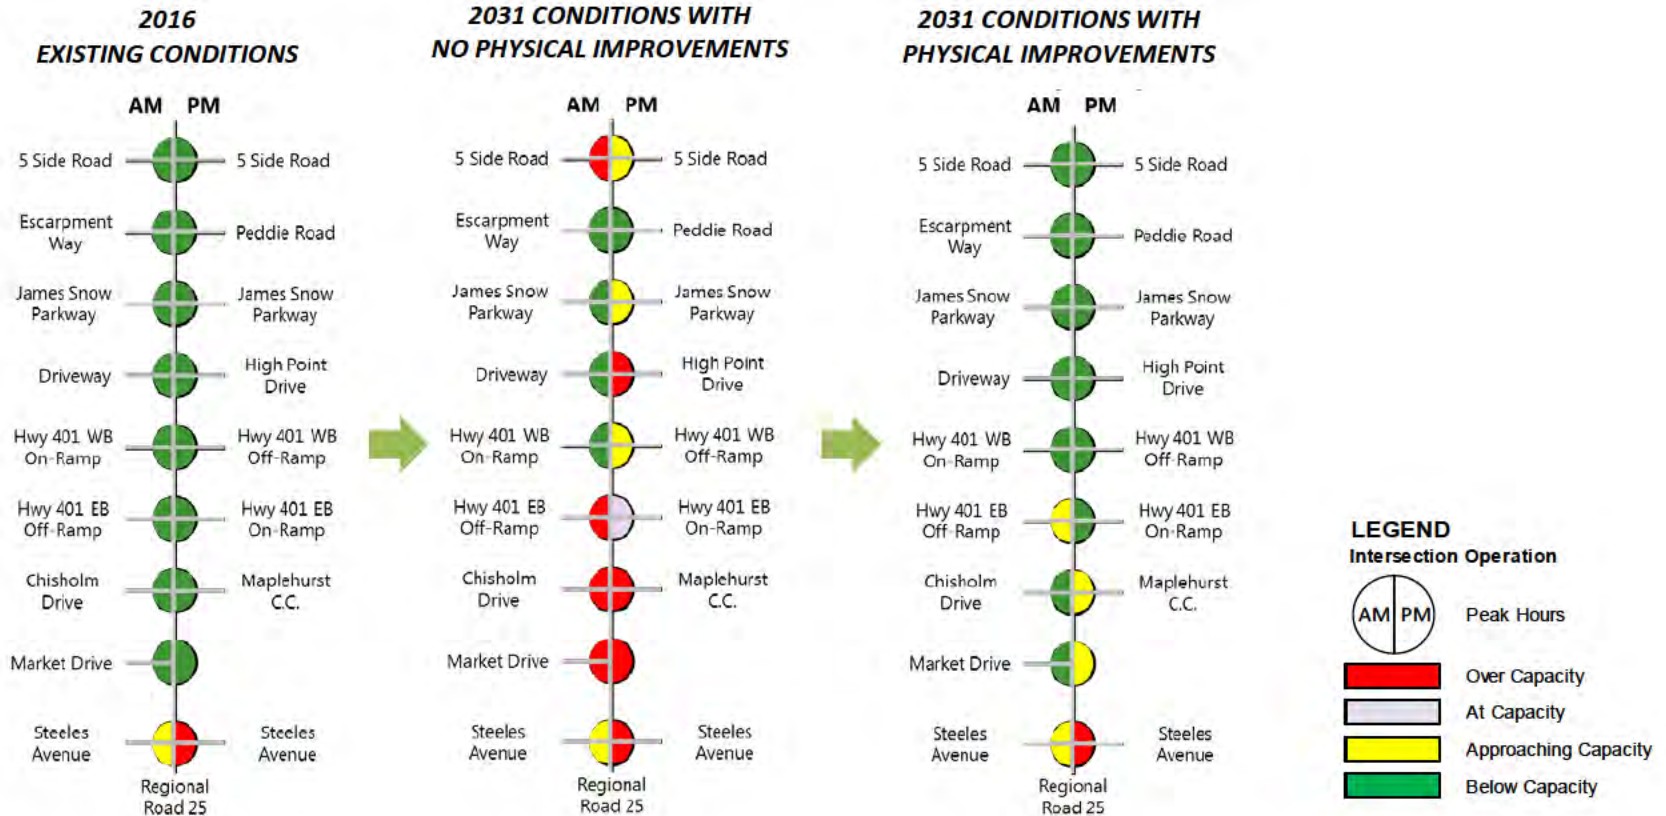 2016
EXISTING CONDITIONS
AM PM
5 Side Road
5 Side Road
Escarpment
Way
Peddie Road
James Snow
Parkway
James Snow
Parkway
Driveway
High Point
Drive
Hwy 401 WB
On-Ramp
Hwy 401 WB
Off-Ramp
Hwy 401 EB
Off-Ramp
Hwy 401 EB
On-Ramp
Chisholm
Drive
Maplehurst
C.C.
Market Drive
Steeles
Avenue
Steeles
Avenue
Regional
Road 25
2031 CONDITIONS WITH
NO PHYSICAL IMPROVEMENTS
AM PM
5 Side Road
5 Side Road
Escarpment
Way
Peddie Road
James Snow
Parkway
James Snow
Parkway
Driveway
High Point
Drive
Hwy 401 WB
On-Ramp
Hwy 401 WB
Off-Ramp
Hwy 401 EB
Off-Ramp
Hwy 401 EB
On-Ramp
Chisholm
Drive
Maplehurst
C.C.
Market Drive
Steeles
Avenue
Steeles
Avenue
Regional
Road 25
2031 CONDITIONS WITH
PHYSICAL IMPROVEMENTS
AM PM
5 Side Road
5 Side Road
Escarpment
Way
Peddie Road
James Snow
Parkway
James Snow
Parkway
Driveway
High Point
Drive
Hwy 401 WB
On-Ramp
Hwy 401 WB
Off-Ramp
Hwy 401 EB
Off-Ramp
Hwy 401 EB
On-Ramp
Chisholm
Drive
Maplehurst
C.C.
Market Drive
Steeles
Avenue
Steeles
Avenue
Regional
Road 25
LEGEND
Intersection Operation
AM PM Peak Hours
Over Capacity
At Capacity
Approaching Capacity
Below Capacity